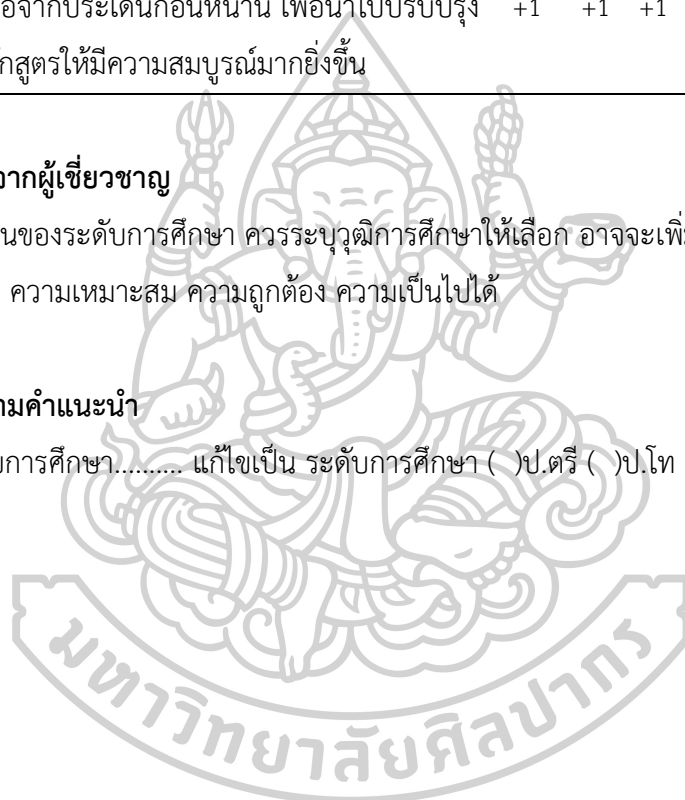 อจากประเด็นก่อนหน้านี้ เพื่อนำไปปรับปรุง +1 +1 +1
กสูตรให้มีความสมบูรณ์มากยิ่งขึ้น
จากผู้เชี่ยวชาญ
นของระดับการศึกษา ควรระบุวุฒิการศึกษาให้เลือก อาจจะเพิ่ม
ความเหมาะสม ความถูกต้อง ความเป็นไปได้
ามคำแนะนำ
บการศึกษา.......... แก้ไขเป็น ระดับการศึกษา ( )ป.ตรี ( )ป.โท
มหาวิทยาลัยศิลปากร